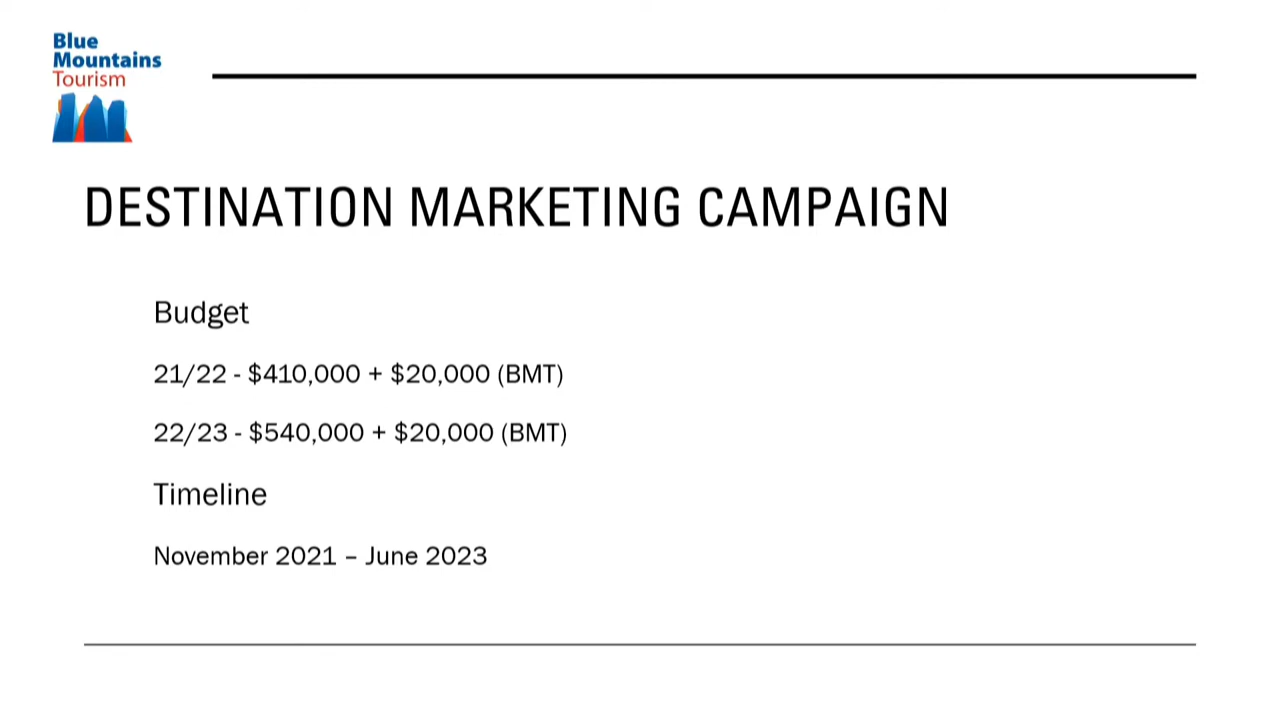 Blue
Mountains
Tourism
DESTINATION MARKETING CAMPAIGN
Budget
21/22 - $410,000 + $20,000 (BMT)
22/23 - $540,000 + $20,000 (BMT)
Timeline
November 2021 – June 2023